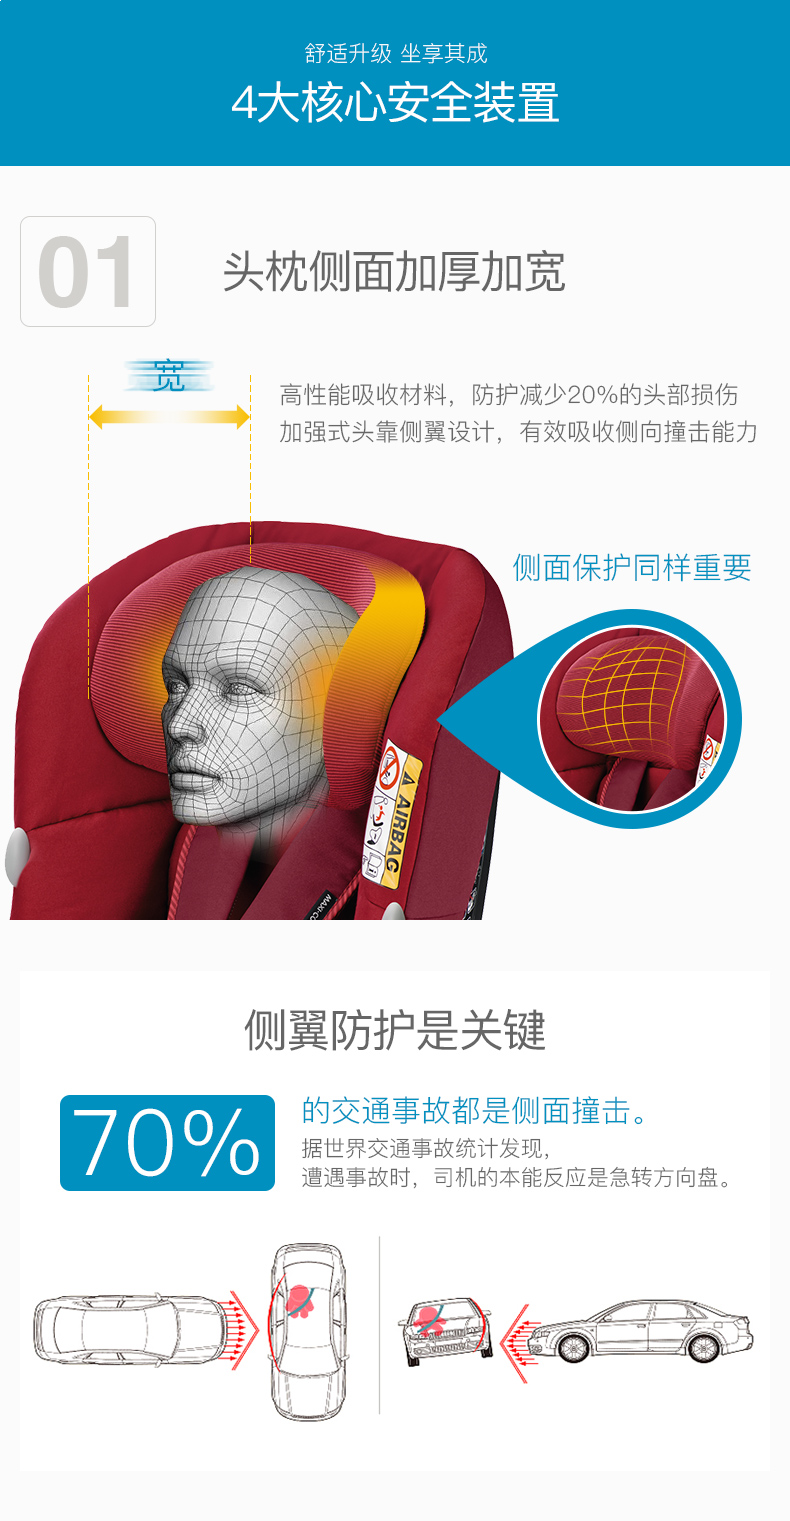 舒适升级 坐享其成
4大核心安全装置
01
头枕侧面加厚加宽
宽
高性能吸收材料，防护减少20%的头部损伤
加强式头靠侧翼设计，有效吸收侧向撞击能力
侧面保护同样重要
AIRBAG
MAXI-CO
侧翼防护是关键
70%
的交通事故都是侧面撞击。
据世界交通事故统计发现，
遭遇事故时，司机的本能反应是急转方向盘。